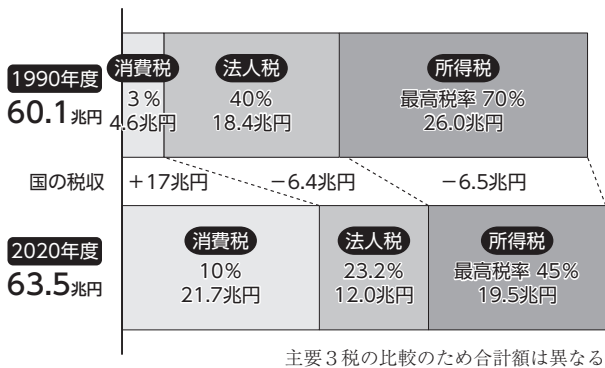 消費税
法人税
所得税
1990年度
60.1兆円
3%
4.6兆円
40%
18.4兆円
最高税率 70%
26.0兆円
国の税収
+17兆円
−6.4兆円
−6.5兆円
2020年度
63.5兆円
消費税
10%
21.7兆円
法人税
23.2%
12.0兆円
所得税
最高税率 45%
19.5兆円
主要3税の比較のため合計額は異なる